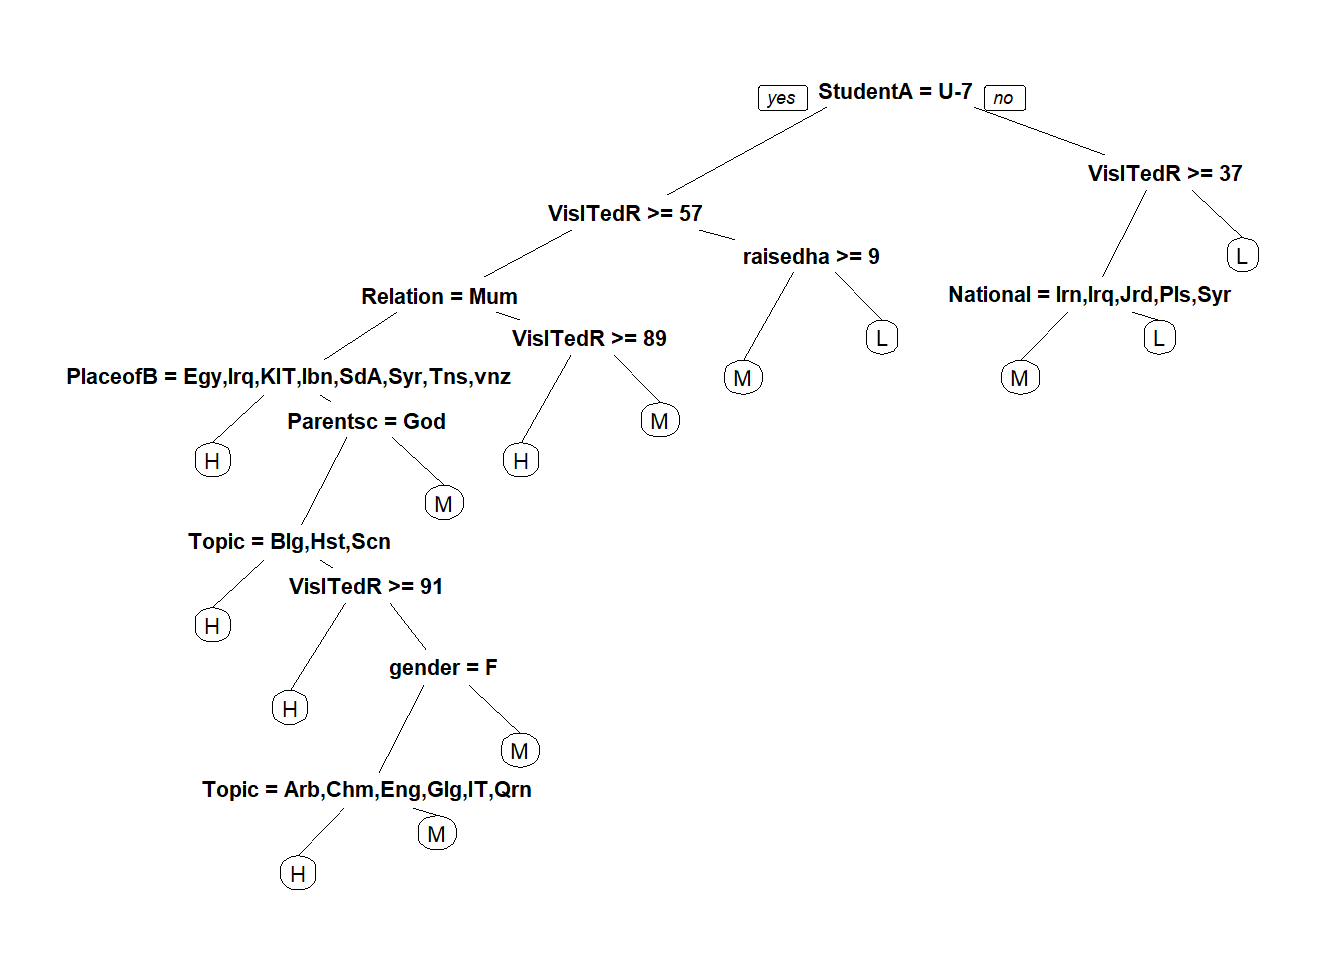 yes StudentA = U-7 no
VisITedR >= 37
VisITedR >= 57
L
raisedha >= 9
National = Irn,Irq,Jrd,Pls,Syr
Relation = Mum
VisITedR >= 89
L
L
PlaceofB = Egy,Irq,KIT,lbn,SdA,Syr,Tns,vnz
M
M
Parentsc = God
M
H
H
M
Topic = Blg,Hst,Scn
VisITedR >= 91
H
gender = F
H
M
Topic = Arb,Chm,Eng,Glg,IT,Qrn
M
H